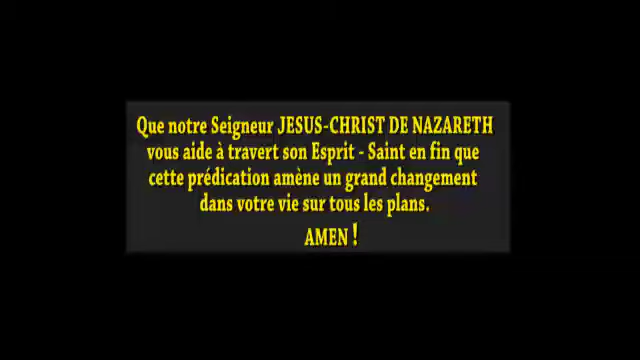 Que notre Seigneur JESUS-CHRIST DE NAZARETH
vous aide à travert son Esprit - Saint en fin que
cette prédication amène un grand changement
dans votre vie sur tous les plans.
AMEN !